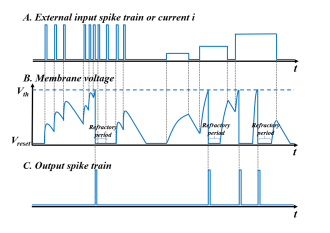 A. External input spike train or current i
t
B. Membrane voltage
Vth
Refractory period
Refractory period
Refractory period
Vreset
t
C. Output spike train
t